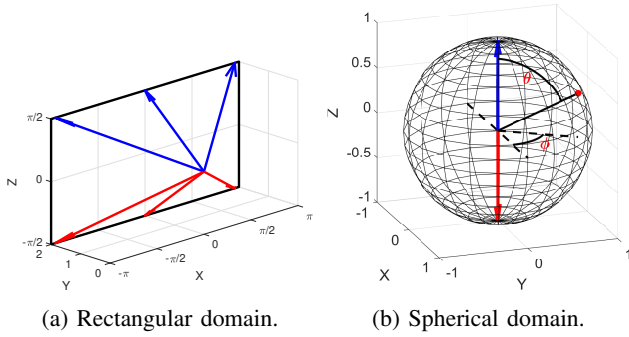 π/2
0
-π/2
Z
2
1
0
Y
-π
-π/2
0
π/2
π
X
1
0.5
0
-0.5
-1
Z
θ
ϕ
-1
0
1
X
-1
0
1
Y
(a) Rectangular domain.
(b) Spherical domain.